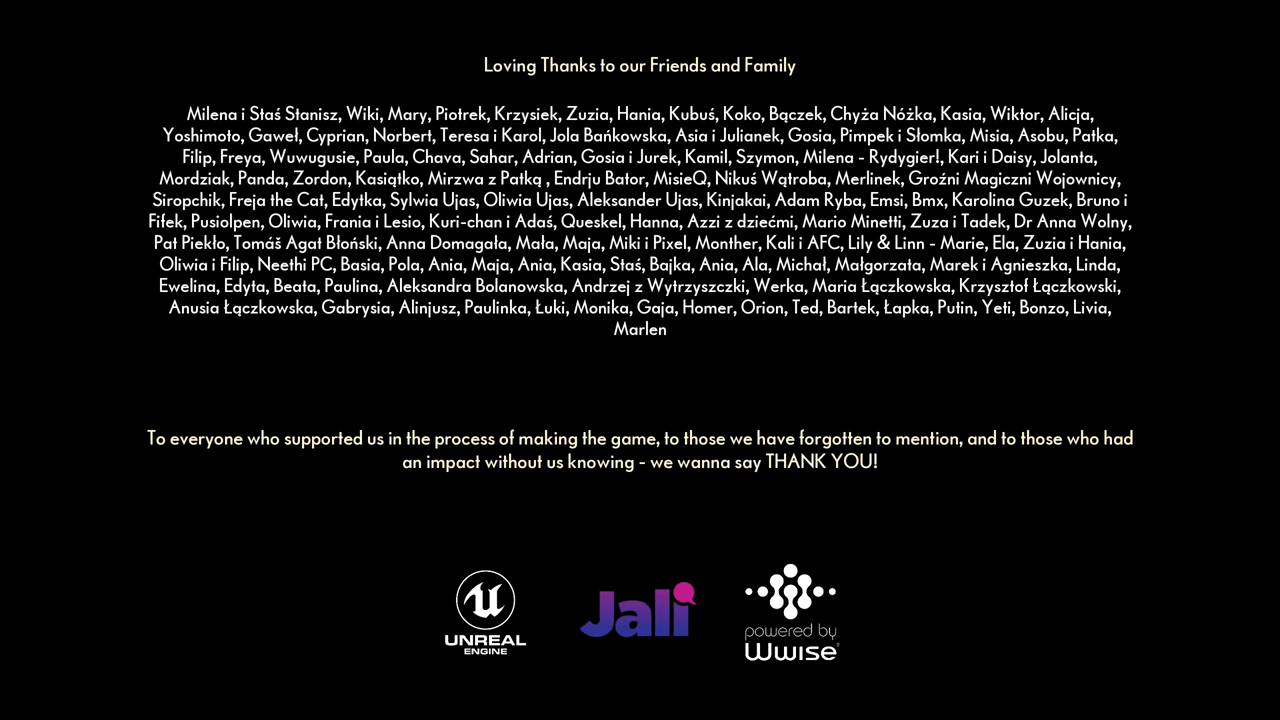 Loving Thanks to our Friends and Family
Milena i Staś Stanisz, Wiki, Mary, Piotrek, Krzysiek, Zuzia, Hania, Kubuś, Koko, Bączek, Chyża Nóżka, Kasia, Wiktor, Alicja,
Yoshimoto, Gaweł, Cyprian, Norbert, Teresa i Karol, Jola Bańkowska, Asia i Julianek, Gosia, Pimpek i Słomka, Misia, Asobu, Patka,
Filip, Freya, Wuwugusie, Paula, Chava, Sahar, Adrian, Gosia i Jurek, Kamil, Szymon, Milena - Rydygier!, Kari i Daisy, Jolanta,
Mordziak, Panda, Zordon, Kasiątko, Mirzwa z Patką , Endrju Bator, MisieQ, Nikuś Wątroba, Merlinek, Groźni Magiczni Wojownicy,
Siropchik, Freja the Cat, Edytka, Sylwia Ujas, Oliwia Ujas, Aleksander Ujas, Kinjakai, Adam Ryba, Emsi, Bmx, Karolina Guzek, Bruno i
Fifek, Pusiolpen, Oliwia, Frania i Lesio, Kuri-chan i Adaś, Queskel, Hanna, Azzi z dziećmi, Mario Minetti, Zuza i Tadek, Dr Anna Wolny,
Pat Piekło, Tomáš Agat Błoński, Anna Domagała, Mała, Maja, Miki i Pixel, Monther, Kali i AFC, Lily & Linn - Marie, Ela, Zuzia i Hania,
Oliwia i Filip, Neethi PC, Basia, Pola, Ania, Maja, Ania, Kasia, Staś, Bajka, Ania, Ala, Michał, Małgorzata, Marek i Agnieszka, Linda,
Ewelina, Edyta, Beata, Paulina, Aleksandra Bolanowska, Andrzej z Wytrzyszczki, Werka, Maria Łączkowska, Krzysztof Łączkowski,
Anusia Łączkowska, Gabrysia, Alinjusz, Paulinka, Łuki, Monika, Gaja, Homer, Orion, Ted, Bartek, Łapka, Putin, Yeti, Bonzo, Livia,
Marlen
To everyone who supported us in the process of making the game, to those we have forgotten to mention, and to those who had
an impact without us knowing - we wanna say THANK YOU!
UNREAL
ENGINE
Jali
powered by
Wwise